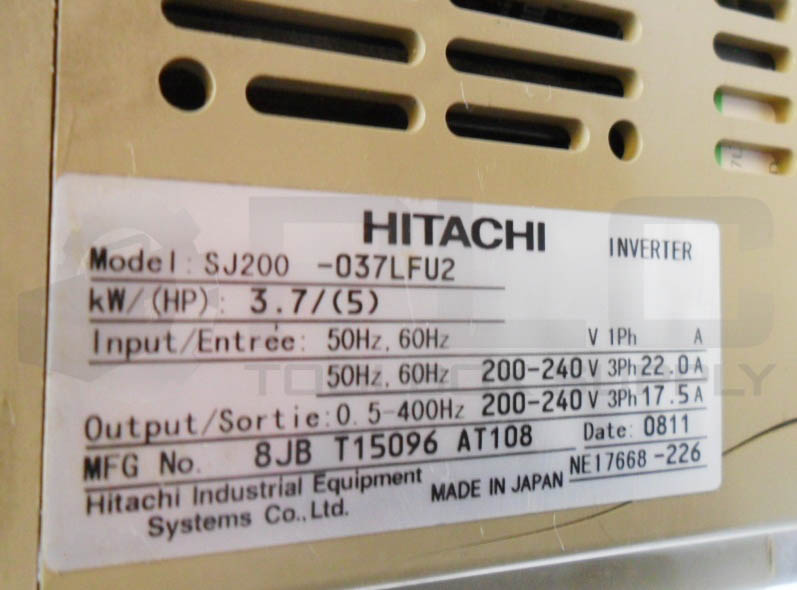 HITACHI INVERTER
Model: SJ200 -037LFU2
kW/(HP): 3.7/(5)
Input/Entrée: 50Hz, 60Hz V 1Ph A
50Hz, 60Hz 200-240 V 3Ph 22.0 A
Output/Sortie: 0.5-400Hz 200-240 V 3Ph 17.5 A
MFG No. 8JB T15096 AT108 Date: 0811
Hitachi Industrial Equipment MADE IN JAPAN NE17668-226
Systems Co., Ltd.